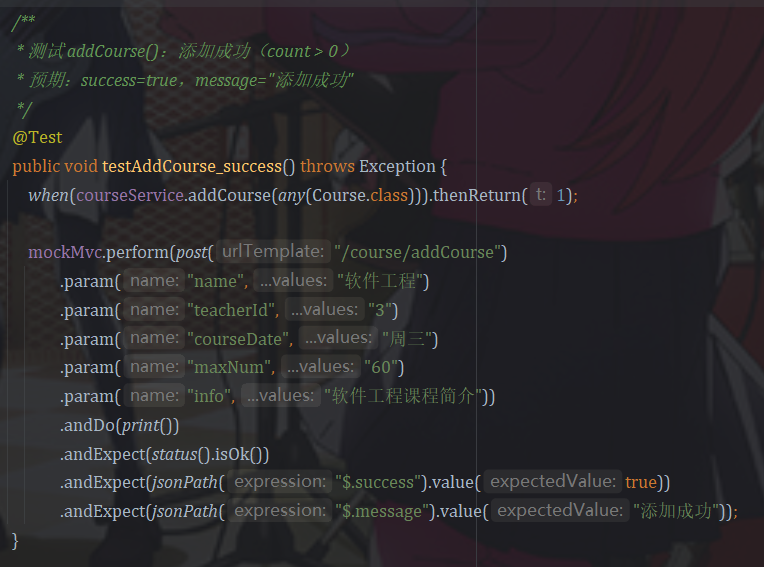 /**
* 测试 addCourse()：添加成功（count > 0）
* 预期：success=true，message="添加成功"
*/
@Test
public void testAddCourse_success() throws Exception {
when(courseService.addCourse(any(Course.class))).thenReturn( t: 1);
mockMvc.perform(post( urlTemplate: "/course/addCourse")
.param( name: "name", ...values: "软件工程")
.param( name: "teacherId", ...values: "3")
.param( name: "courseDate", ...values: "周三")
.param( name: "maxNum", ...values: "60")
.param( name: "info", ...values: "软件工程课程简介"))
.andDo(print())
.andExpect(status().isOk())
.andExpect(jsonPath( expression: "$.success").value( expectedValue: true))
.andExpect(jsonPath( expression: "$.message").value( expectedValue: "添加成功"));
}